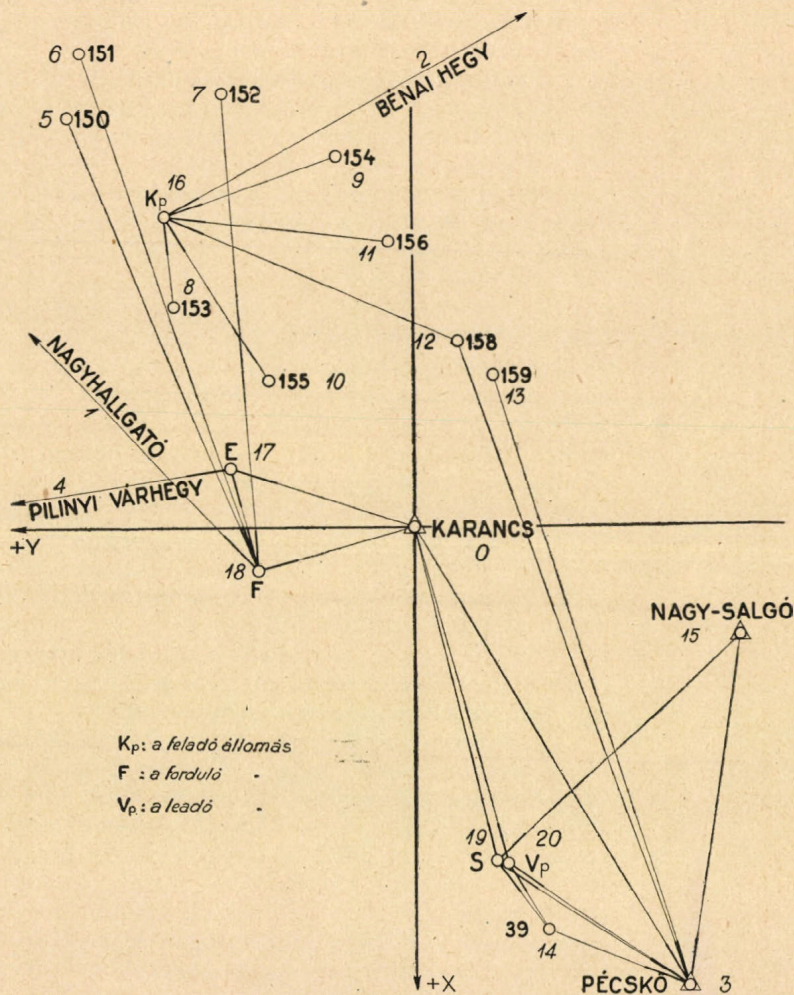 6 151
2
BÉNAI HEGY
7 152
5 150
154
9
16
Kp
11 156
8
153
12 158
159
13
155 10
NAGYHALLGATÓ
1
E 17
4
PILINYI VÁRHEGY
+Y
KARANCS
0
18
F
NAGY-SALGÓ
15
Kp: a feladó állomás
F : a forduló -
Vp: a leadó -
19 20
S Vp
39
14
+X
PÉCSKŐ 3